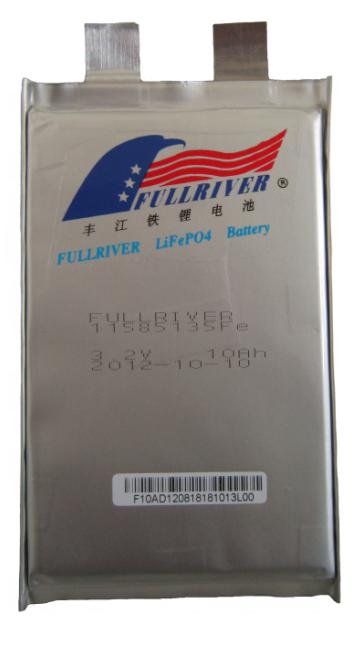 FULLRIVER®
丰江铁锂电池
FULLRIVER LiFePO4 Battery
FULLRIVER
11585135Fe
3.2V 10Ah
2012-10-10
F10AD120818181013L00